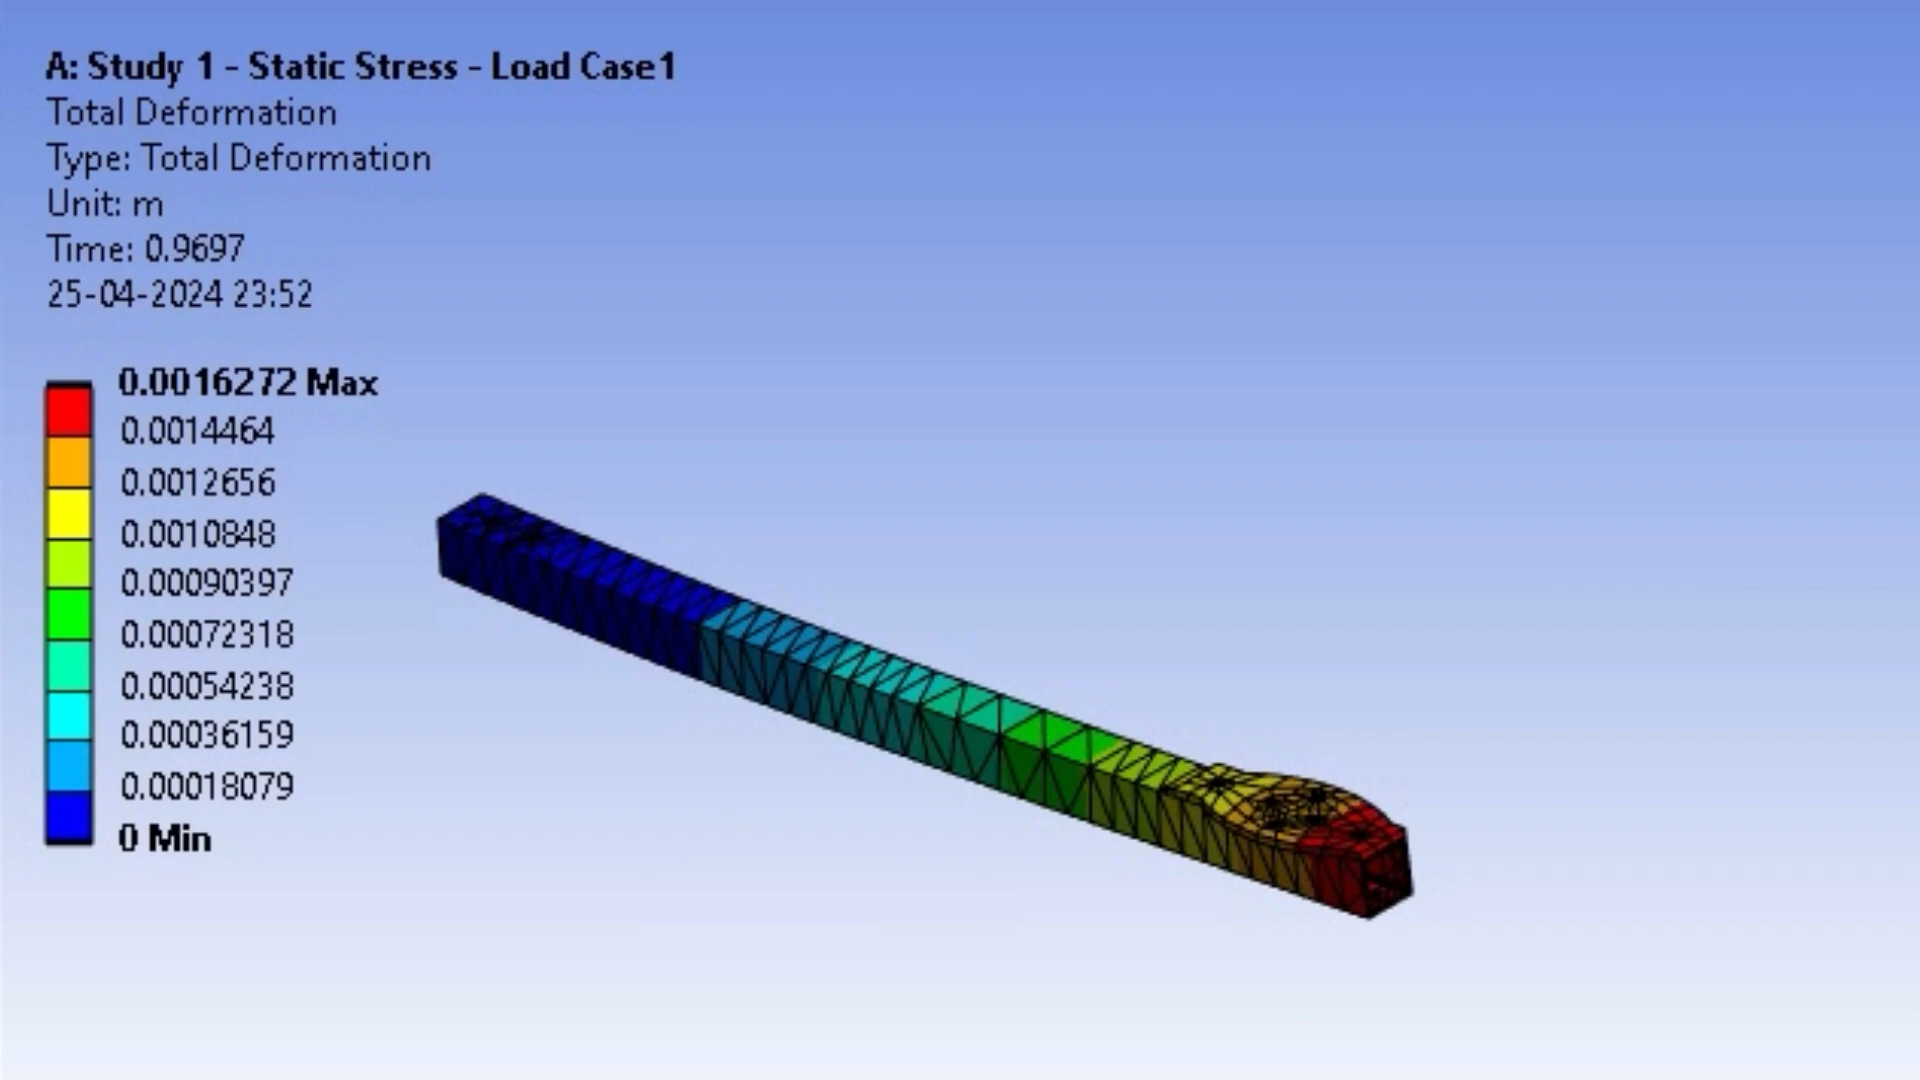 A: Study 1 - Static Stress - Load Case1
Total Deformation
Type: Total Deformation
Unit: m
Time: 0.9697
25-04-2024 23:52
0.0016272 Max
0.0014464
0.0012656
0.0010848
0.00090397
0.00072318
0.00054238
0.00036159
0.00018079
0 Min